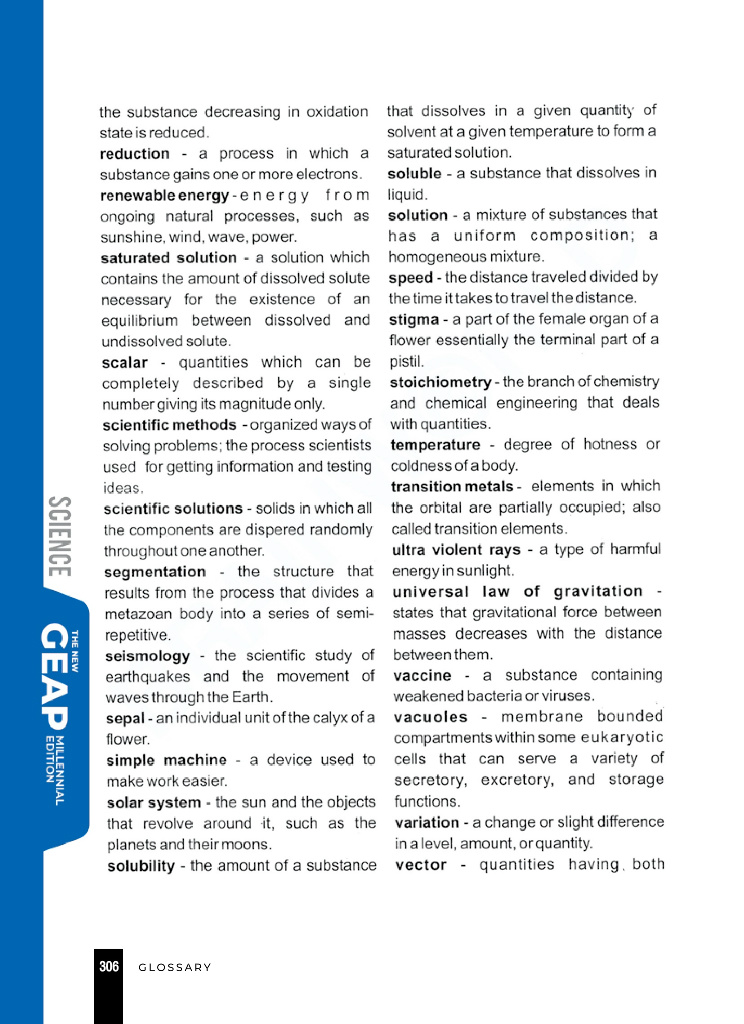 the substance decreasing in oxidation
state is reduced.
reduction - a process in which a
substance gains one or more electrons.
renewable energy - energy from
ongoing natural processes, such as
sunshine, wind, wave, power.
saturated solution - a solution which
contains the amount of dissolved solute
necessary for the existence of an
equilibrium between dissolved and
undissolved solute.
scalar - quantities which can be
completely described by a single
number giving its magnitude only.
scientific methods - organized ways of
solving problems; the process scientists
used for getting information and testing
ideas.
scientific solutions - solids in which all
the components are dispered randomly
throughout one another.
segmentation - the structure that
results from the process that divides a
metazoan body into a series of semi-
repetitive.
seismology - the scientific study of
earthquakes and the movement of
waves through the Earth.
sepal - an individual unit of the calyx of a
flower.
simple machine - a device used to
make work easier.
solar system - the sun and the objects
that revolve around it, such as the
planets and their moons.
solubility - the amount of a substance
that dissolves in a given quantity of
solvent at a given temperature to form a
saturated solution.
soluble - a substance that dissolves in
liquid.
solution - a mixture of substances that
has a uniform composition; a
homogeneous mixture.
speed - the distance traveled divided by
the time it takes to travel the distance.
stigma - a part of the female organ of a
flower essentially the terminal part of a
pistil.
stoichiometry - the branch of chemistry
and chemical engineering that deals
with quantities.
temperature - degree of hotness or
coldness of a body.
transition metals - elements in which
the orbital are partially occupied; also
called transition elements.
ultra violent rays - a type of harmful
energy in sunlight.
universal law of gravitation -
states that gravitational force between
masses decreases with the distance
between them.
vaccine - a substance containing
weakened bacteria or viruses.
vacuoles - membrane bounded
compartments within some eukaryotic
cells that can serve a variety of
secretory, excretory, and storage
functions.
variation - a change or slight difference
in a level, amount, or quantity.
vector - quantities having both
SCIENCE
THE NEW
GEAP
MILLENNIAL
EDITION
306 GLOSSARY